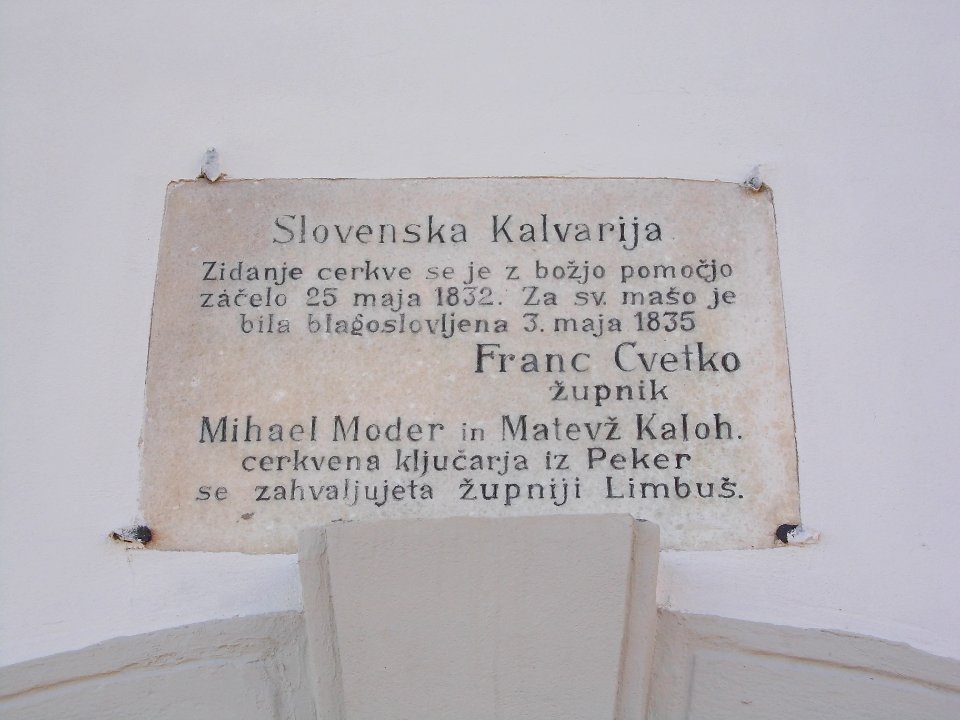 Slovenska Kalvarija
Zidanje cerkve se je z božjo pomočjo
začelo 25 maja 1832. Za sv. mašo je
bila blagoslovljena 3. maja 1835
Franc Cvetko
župnik
Mihael Moder in Matevž Kaloh.
cerkvena ključarja iz Peker
se zahvaljujeta župniji Limbuš.